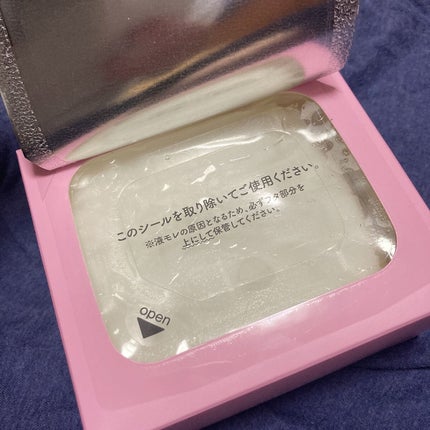 このシールを取り除いてご使用ください。
※液モレの原因となるため、必ずフタ部分を
上にして保管してください。
open